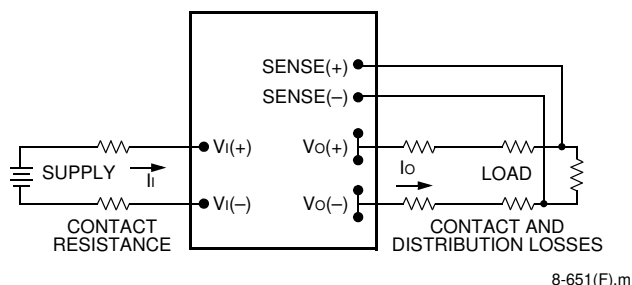 SENSE(+)
SENSE(–)
VI(+)
VO(+)
SUPPLY
II
IO
LOAD
VI(–)
VO(–)
CONTACT
RESISTANCE
CONTACT AND
DISTRIBUTION LOSSES
8-651(F).m